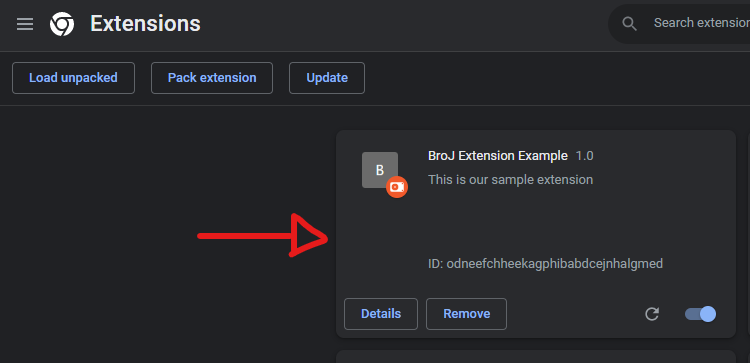 Extensions
Search extension
Load unpacked
Pack extension
Update
B
BroJ Extension Example 1.0
This is our sample extension
ID: odneefchheekagphibabdcejnhalgmed
Details
Remove